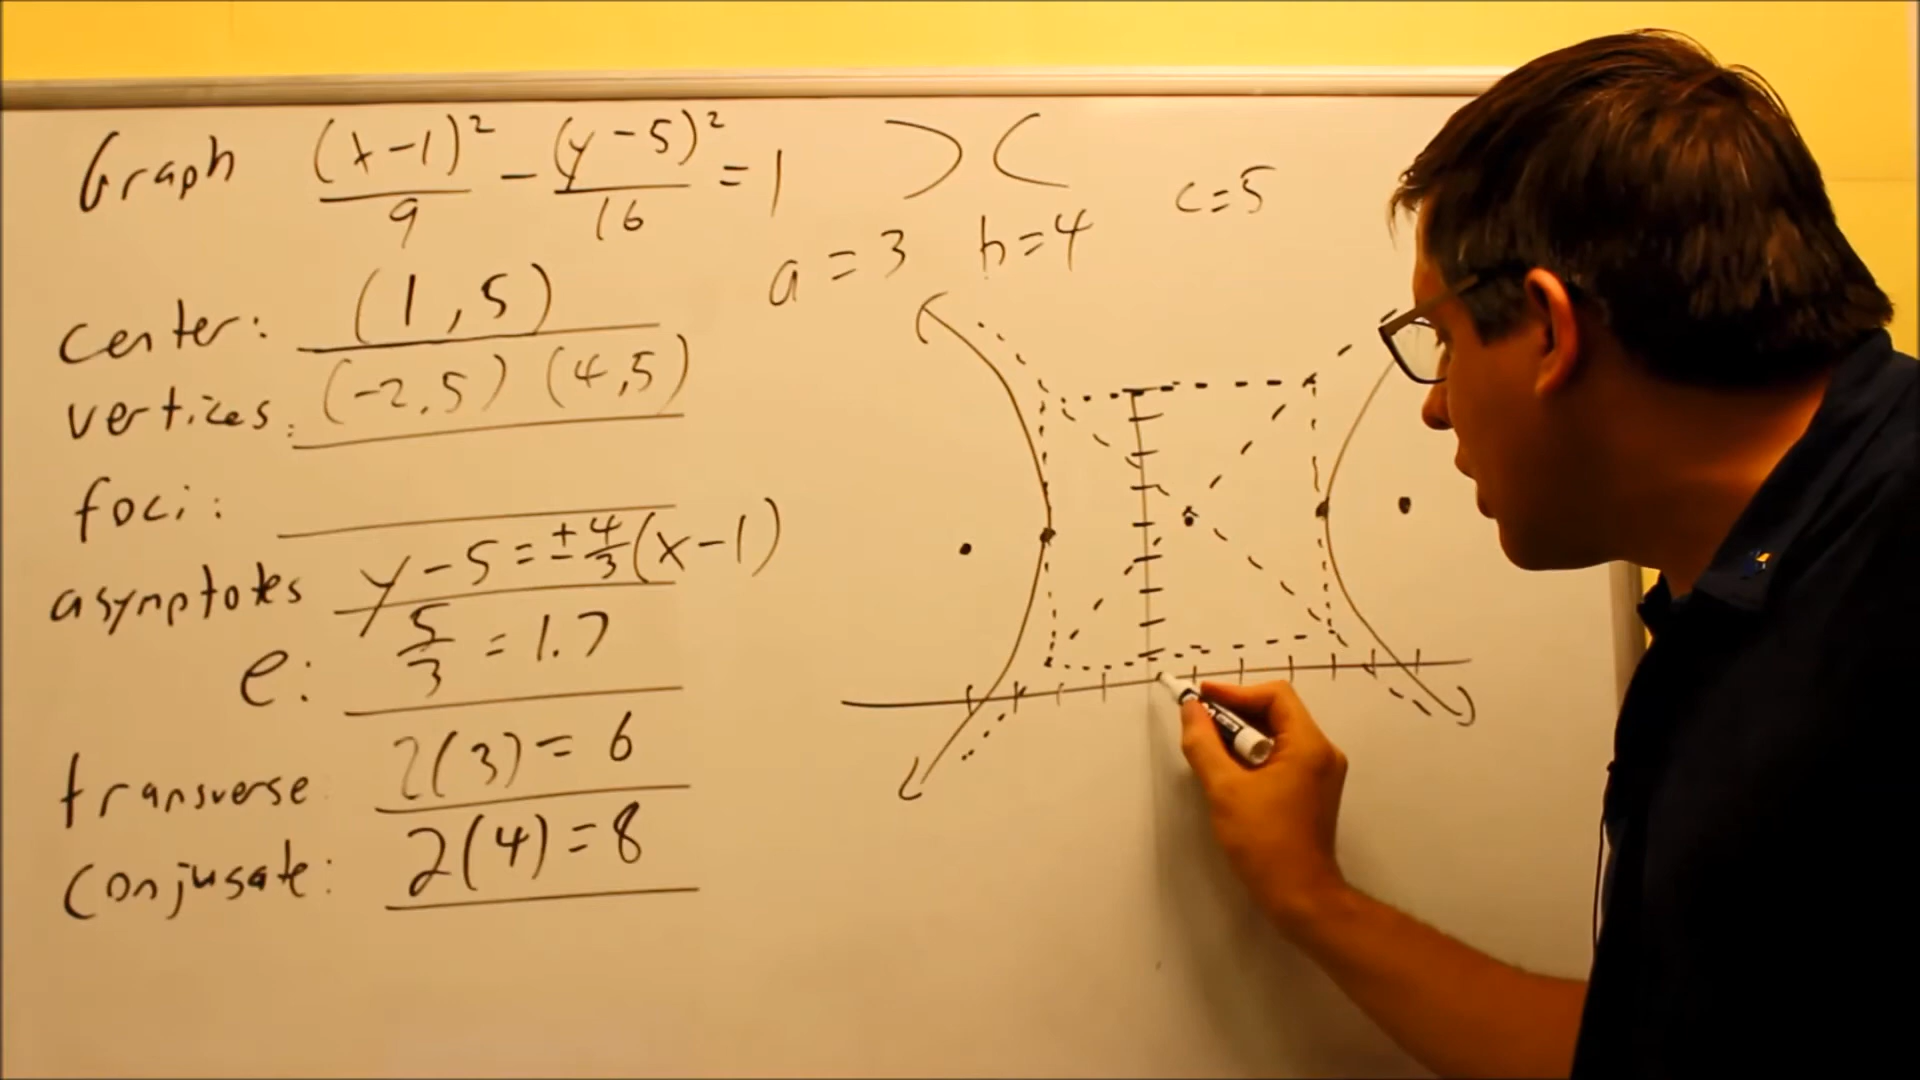 Graph (x-1)²/9 - (y-5)²/16 = 1
a = 3 b = 4 c = 5
center: (1,5)
vertices: (-2,5) (4,5)
foci:
asymptotes y-5 = ±4/3(x-1)
e: 5/3 = 1.7
transverse 2(3) = 6
conjugate: 2(4) = 8